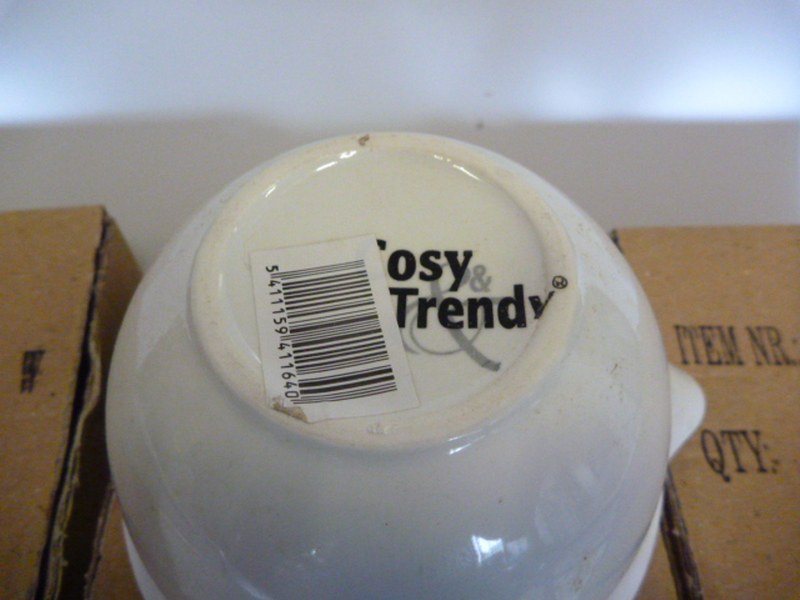 Cosy
&
Trendy®
5411159411640
ITEM NR.:
QTY: